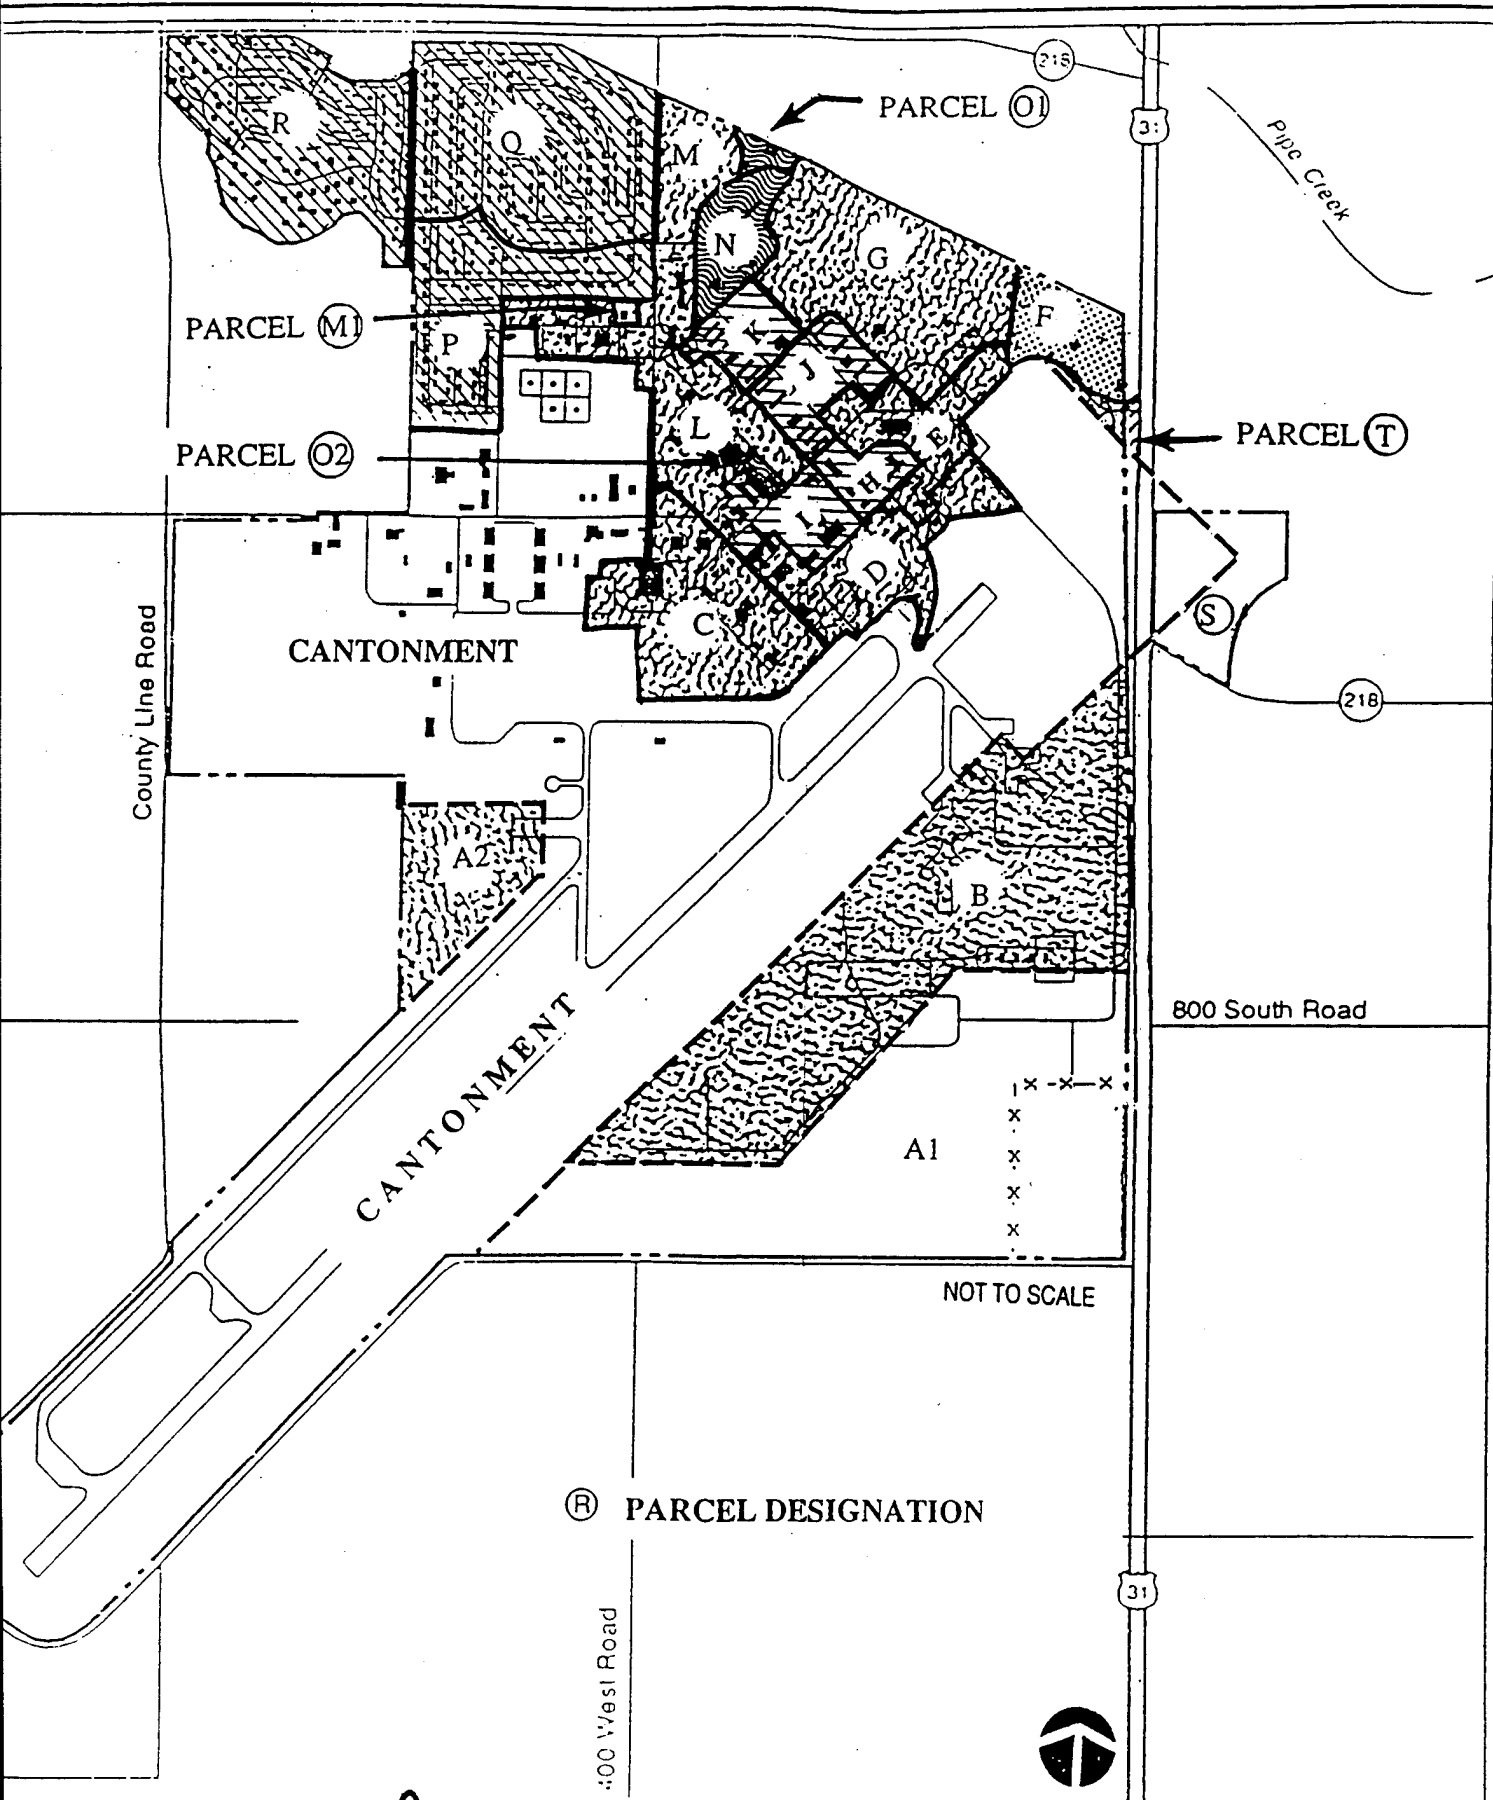 218
PARCEL O1
31
R
Q
M
Pipe Creek
N
G
F
PARCEL M1
P
K
J
L
E
PARCEL T
PARCEL O2
H
I
D
S
C
CANTONMENT
County Line Road
218
A2
B
800 South Road
CANTONMENT
X - X - X
A1
X
X
X
X
NOT TO SCALE
R PARCEL DESIGNATION
31
400 West Road